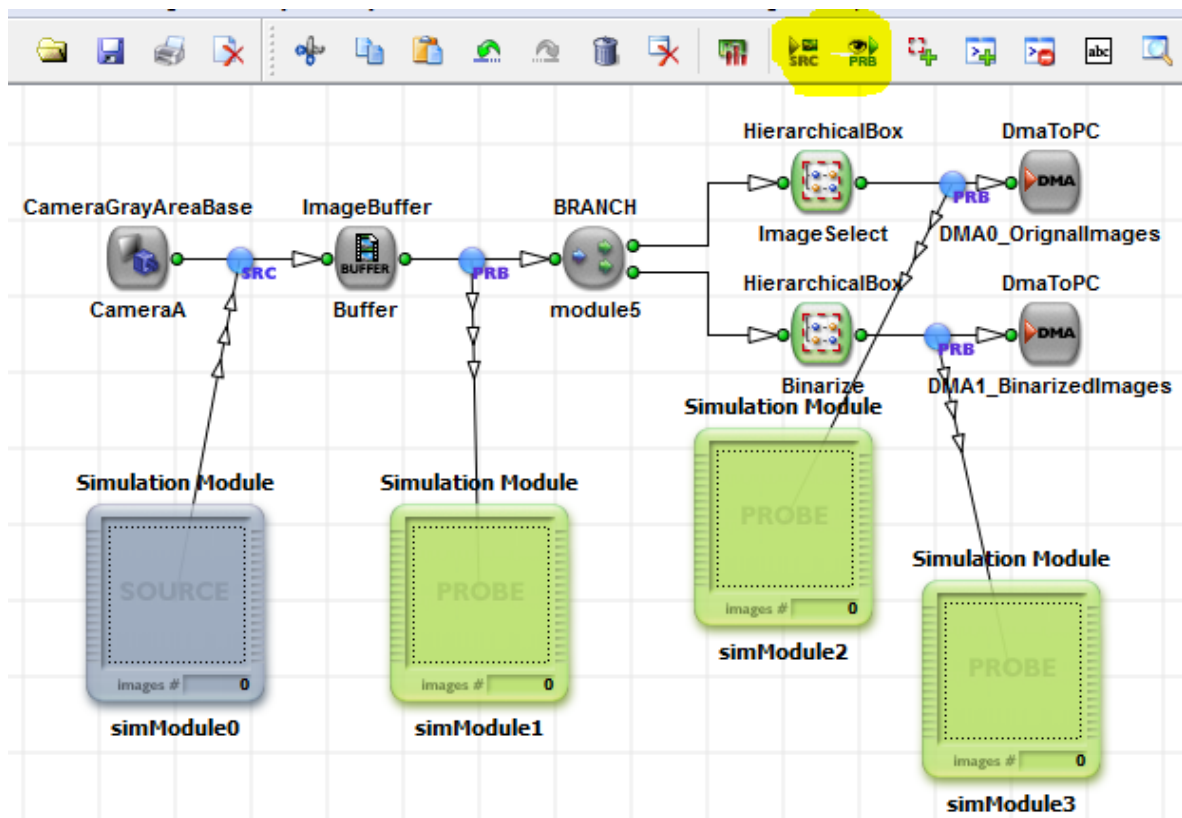 SRC
PRB
abc
HierarchicalBox
DmaToPC
CameraGrayAreaBase
ImageBuffer
BRANCH
DMA
SRC
BUFFER
PRB
PRB
ImageSelect
DMA0_OrignalImages
CameraA
Buffer
module5
HierarchicalBox
DmaToPC
DMA
PRB
Binarize
DMA1_BinarizedImages
Simulation Module
Simulation Module
Simulation Module
PROBE
SOURCE
PROBE
images # 0
simModule2
Simulation Module
images # 0
images # 0
simModule0
simModule1
PROBE
images # 0
simModule3